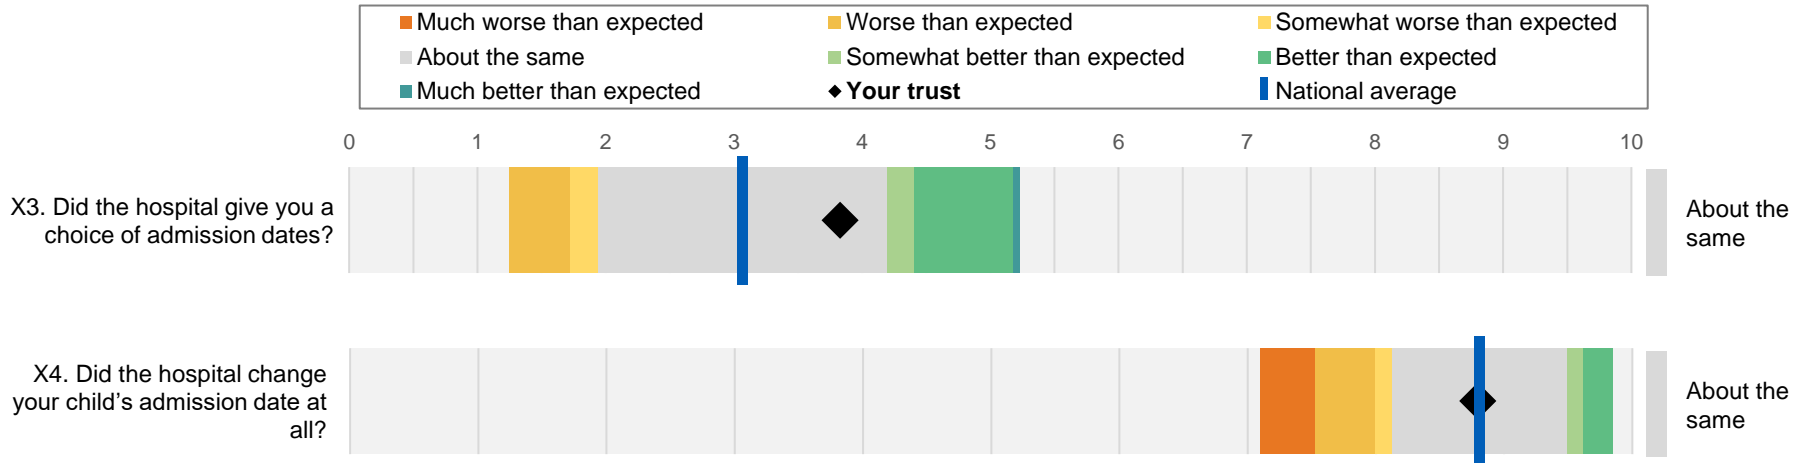 Much worse than expected
Worse than expected
Somewhat worse than expected
About the same
Somewhat better than expected
Better than expected
Much better than expected
Your trust
National average
0 1 2 3 4 5 6 7 8 9 10
X3. Did the hospital give you a
choice of admission dates?
About the
same
X4. Did the hospital change
your child’s admission date at
all?
About the
same